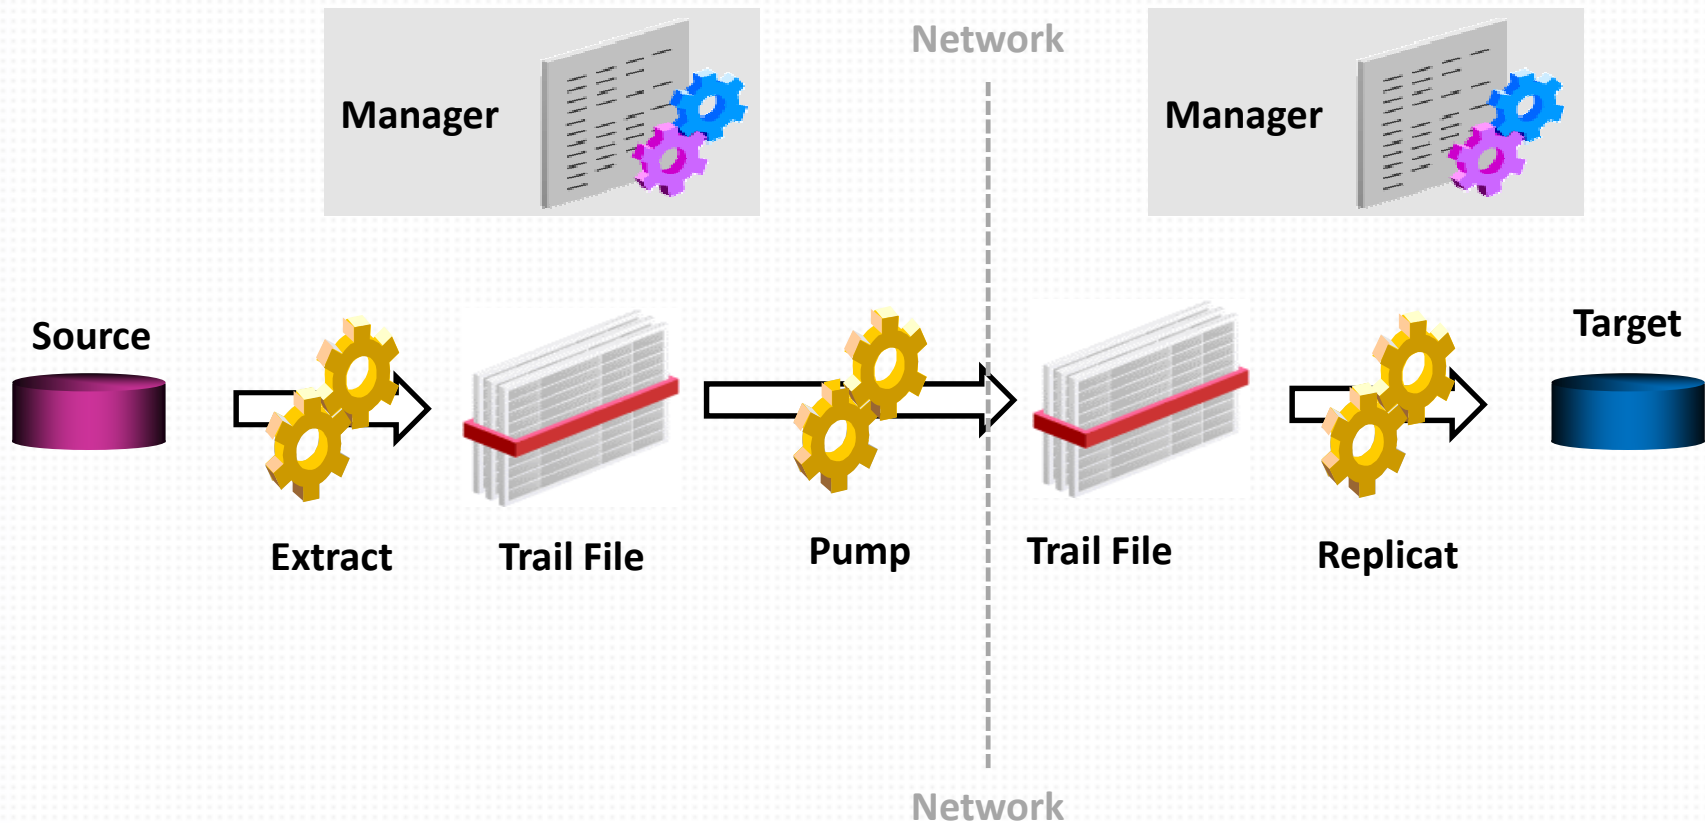 Network
Manager
Manager
Source
Target
Extract
Trail File
Pump
Trail File
Replicat
Network